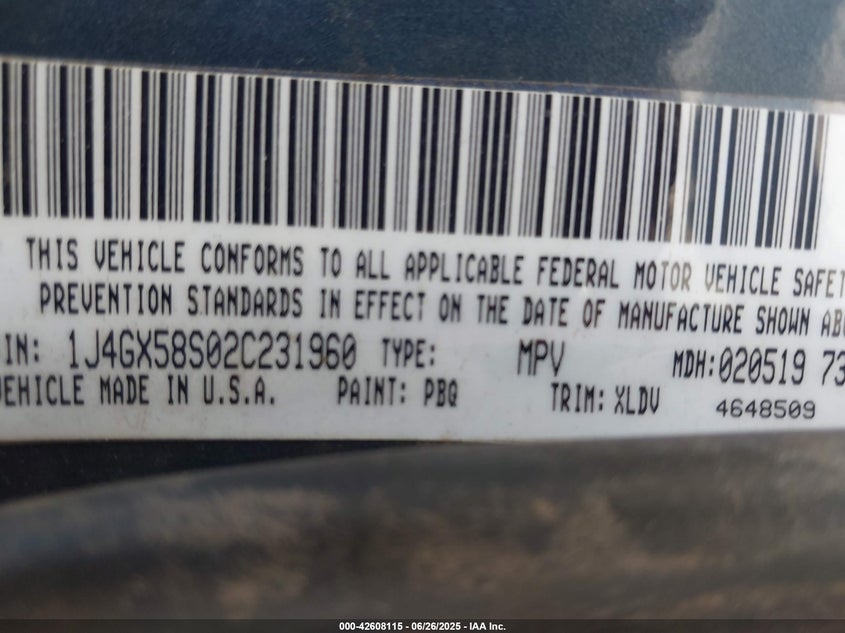 THIS VEHICLE CONFORMS TO ALL APPLICABLE FEDERAL MOTOR VEHICLE SAFET
PREVENTION STANDARDS IN EFFECT ON THE DATE OF MANUFACTURE SHOWN AB
IN: 1J4GX58S02C231960 TYPE: MPV MDH:020519 73
VEHICLE MADE IN U.S.A. PAINT: PBQ TRIM: XLDV 4648509
000-42608115 - 06/26/2025 - IAA Inc.